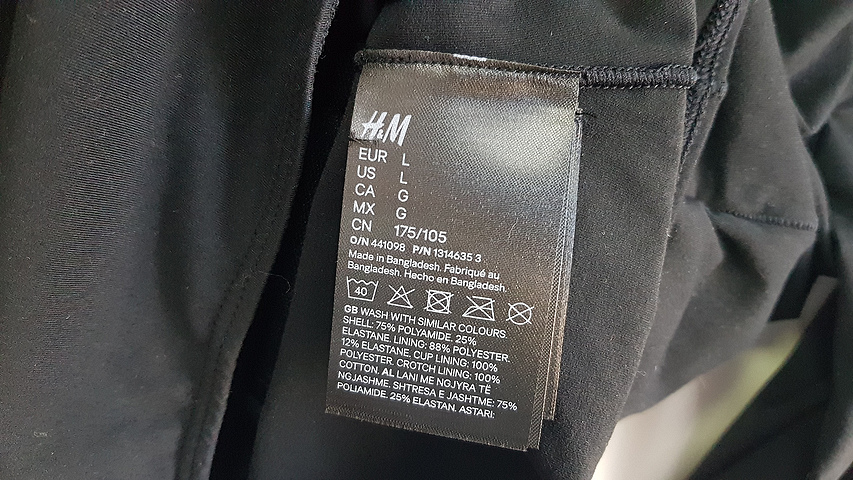 H&M
EUR L
US L
CA G
MX G
CN 175/105
O/N 441098 P/N 1314635 3
Made in Bangladesh. Fabriqué au
Bangladesh. Hecho en Bangladesh.
40
GB WASH WITH SIMILAR COLOURS.
SHELL: 75% POLYAMIDE. 25%
ELASTANE. LINING: 88% POLYESTER.
12% ELASTANE. CUP LINING: 100%
POLYESTER. CROTCH LINING: 100%
COTTON. AL LANI ME NGJYRA TË
NGJASHME. SHTRESA E JASHTME: 75%
POLIAMIDE. 25% ELASTAN. ASTARI: